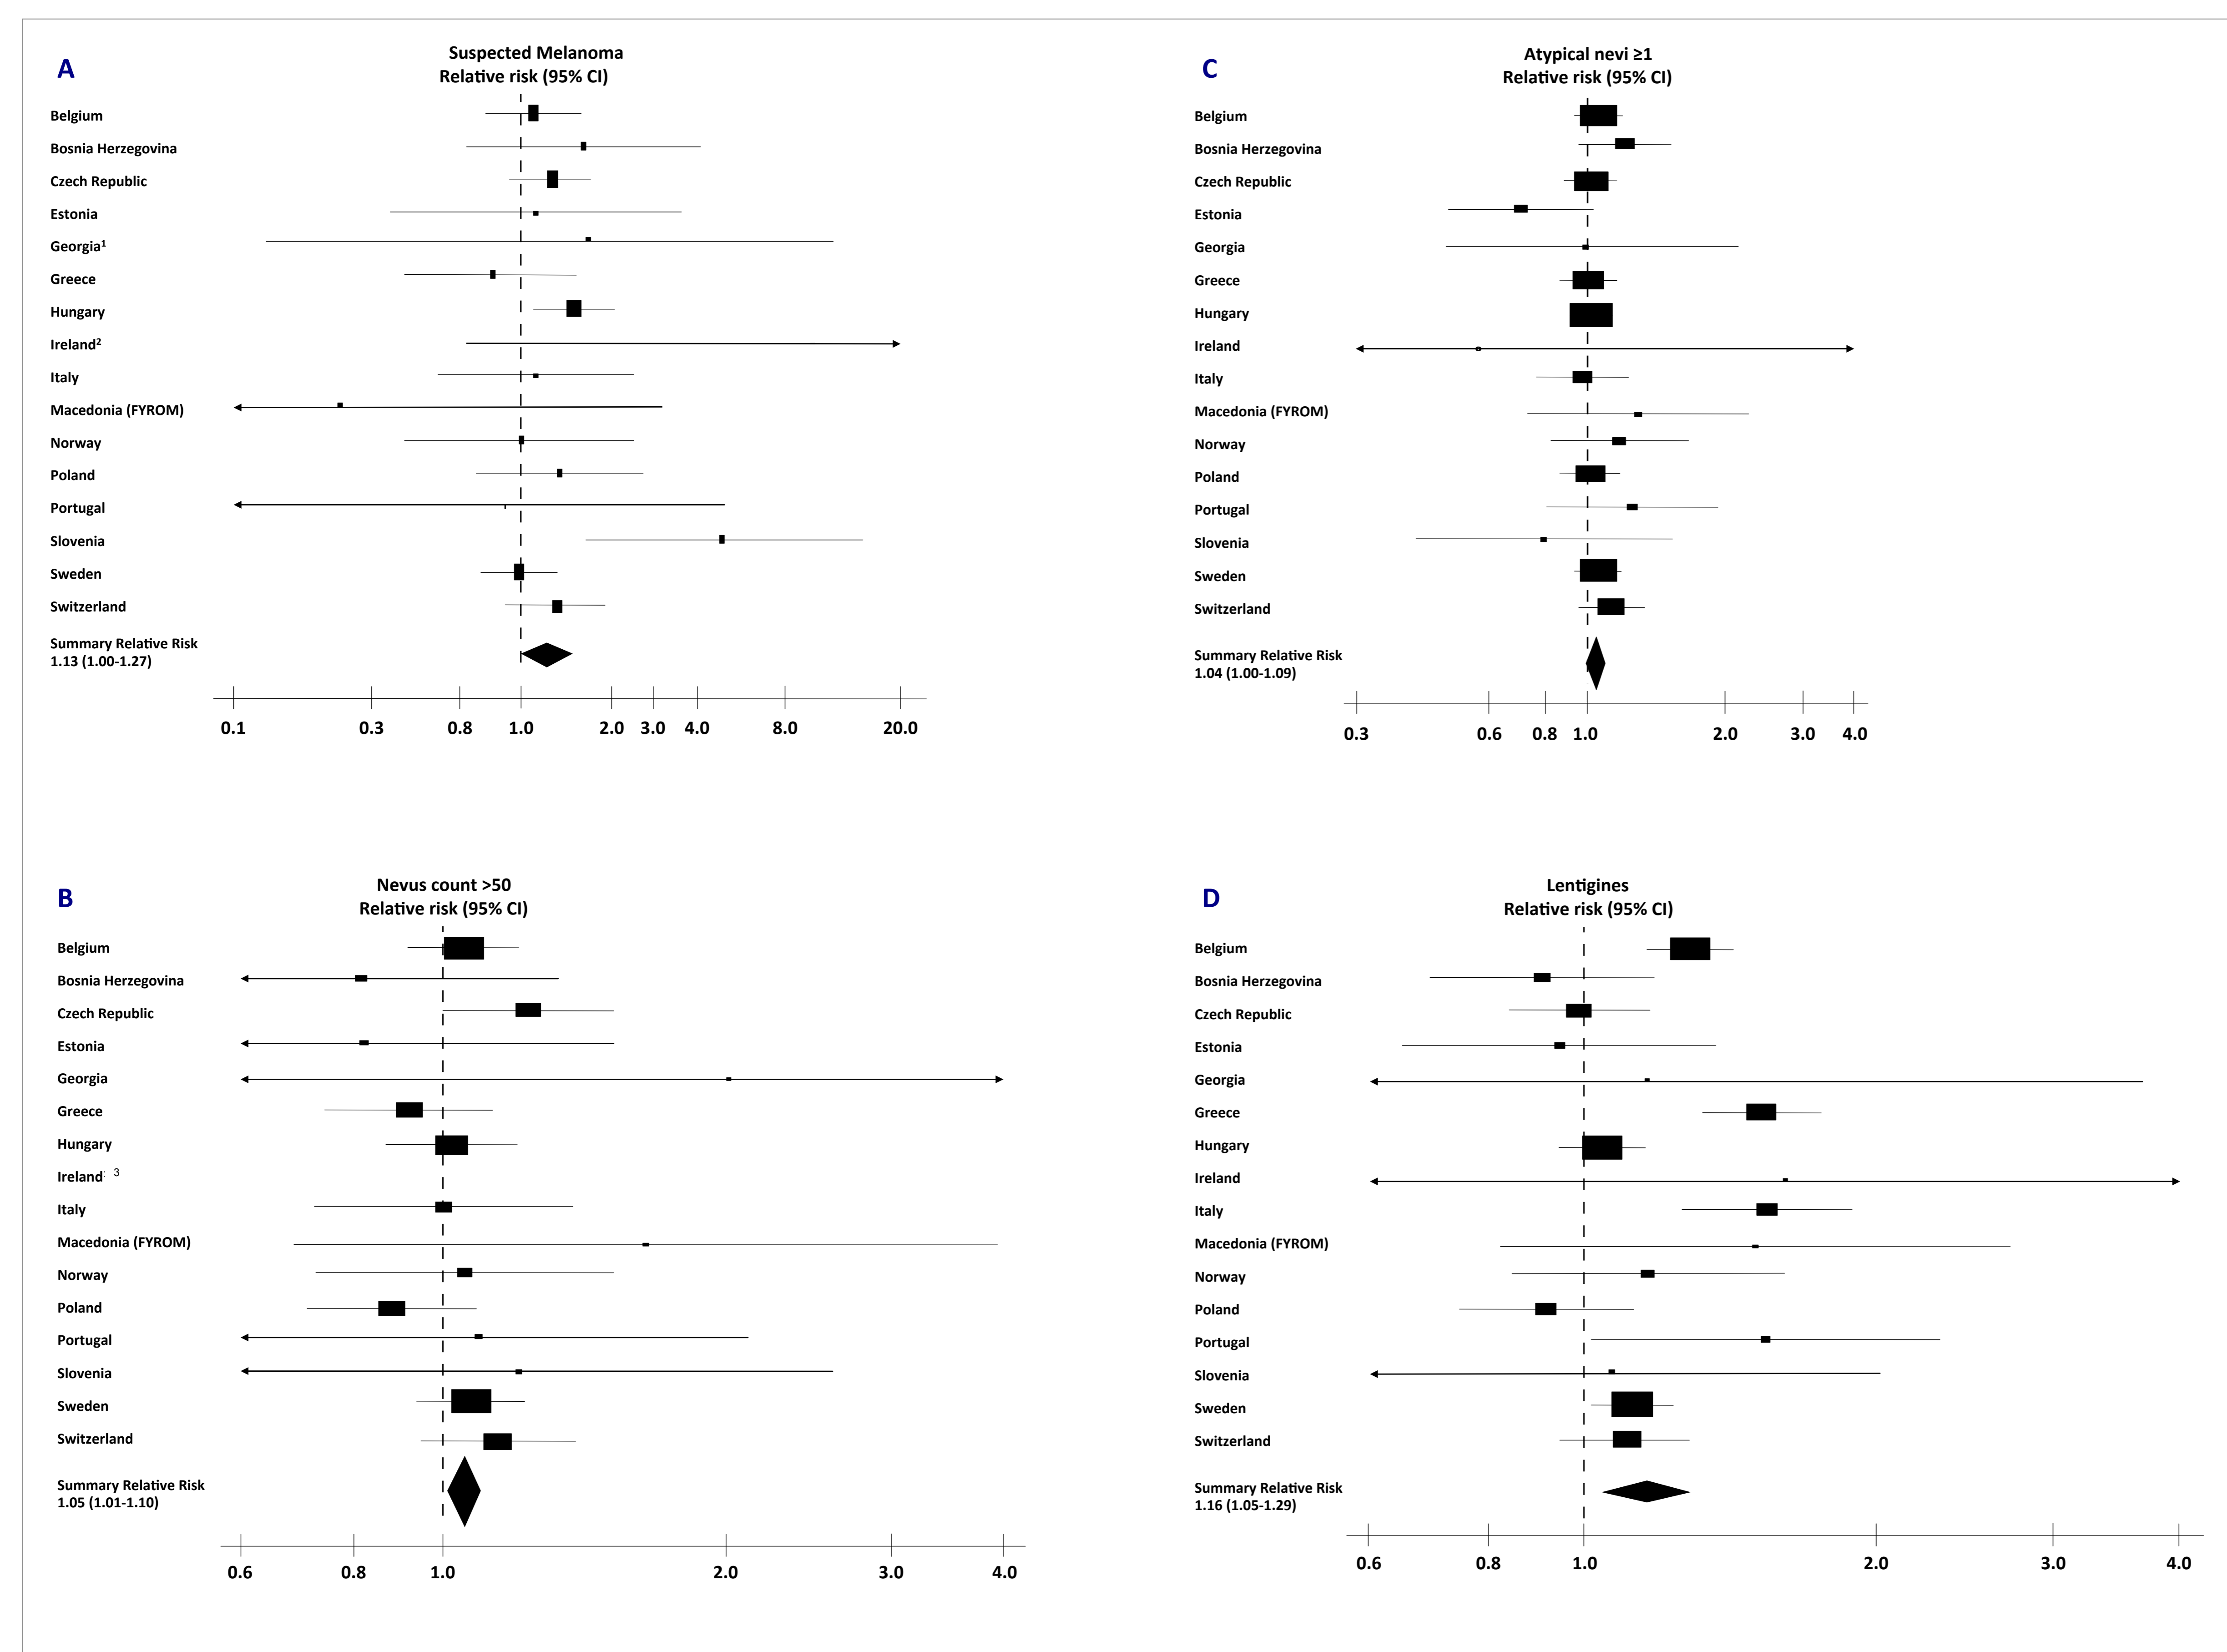 A
Suspected Melanoma
Relative risk (95% CI)
Belgium
Bosnia Herzegovina
Czech Republic
Estonia
Georgia¹
Greece
Hungary
Ireland²
Italy
Macedonia (FYROM)
Norway
Poland
Portugal
Slovenia
Sweden
Switzerland
Summary Relative Risk
1.13 (1.00-1.27)
0.1 0.3 0.8 1.0 2.0 3.0 4.0 8.0 20.0
C
Atypical nevi ≥1
Relative risk (95% CI)
Belgium
Bosnia Herzegovina
Czech Republic
Estonia
Georgia
Greece
Hungary
Ireland
Italy
Macedonia (FYROM)
Norway
Poland
Portugal
Slovenia
Sweden
Switzerland
Summary Relative Risk
1.04 (1.00-1.09)
0.3 0.6 0.8 1.0 2.0 3.0 4.0
B
Nevus count >50
Relative risk (95% CI)
Belgium
Bosnia Herzegovina
Czech Republic
Estonia
Georgia
Greece
Hungary
Ireland 3
Italy
Macedonia (FYROM)
Norway
Poland
Portugal
Slovenia
Sweden
Switzerland
Summary Relative Risk
1.05 (1.01-1.10)
0.6 0.8 1.0 2.0 3.0 4.0
D
Lentigines
Relative risk (95% CI)
Belgium
Bosnia Herzegovina
Czech Republic
Estonia
Georgia
Greece
Hungary
Ireland
Italy
Macedonia (FYROM)
Norway
Poland
Portugal
Slovenia
Sweden
Switzerland
Summary Relative Risk
1.16 (1.05-1.29)
0.6 0.8 1.0 2.0 3.0 4.0